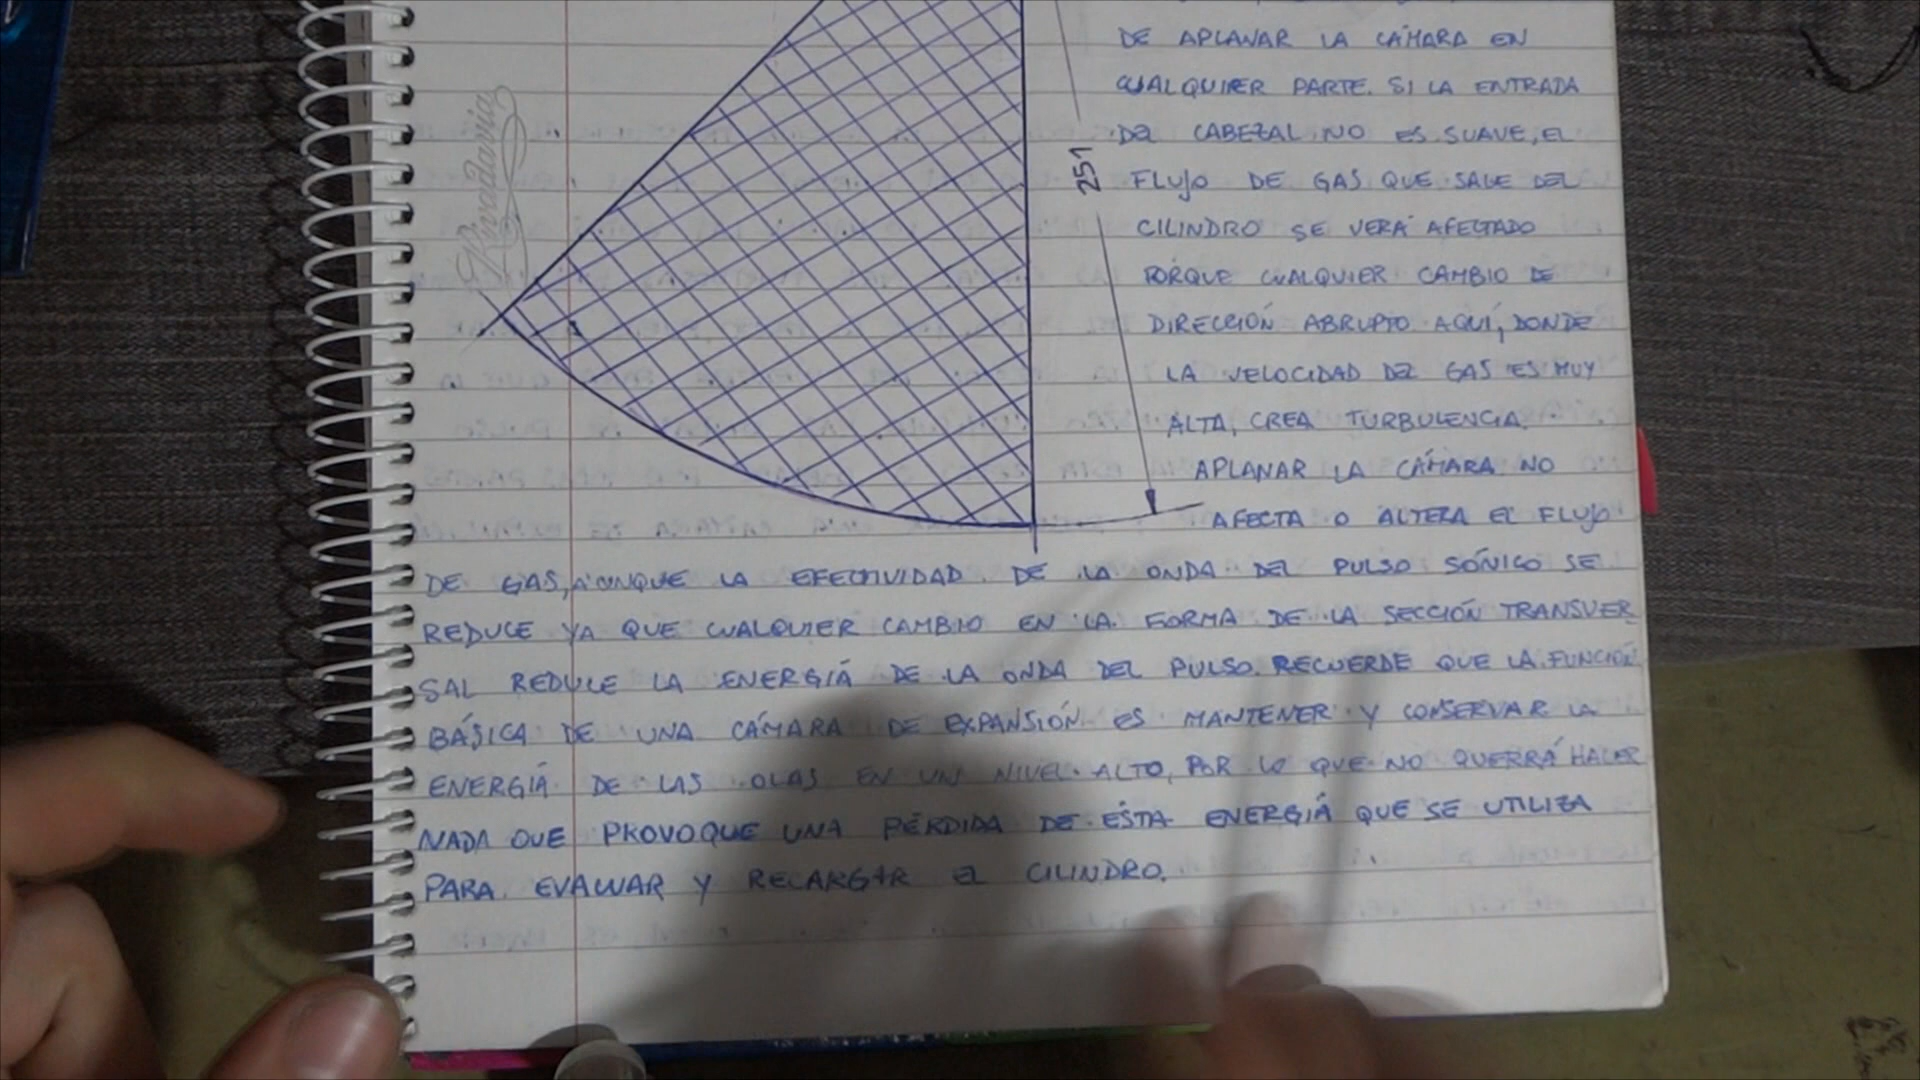 DE APLANAR LA CÁMARA EN
CUALQUIER PARTE. SI LA ENTRADA
DEL CABEZAL NO ES SUAVE, EL
FLUJO DE GAS QUE SALE DEL
CILINDRO SE VERÁ AFECTADO
PORQUE CUALQUIER CAMBIO DE
DIRECCIÓN ABRUPTO AQUÍ, DONDE
LA VELOCIDAD DEL GAS ES MUY
ALTA, CREA TURBULENCIA.
APLANAR LA CÁMARA NO
AFECTA O ALTERA EL FLUJO
DE GAS, AUNQUE LA EFECTIVIDAD DE LA ONDA DEL PULSO SÓNICO SE
REDUCE YA QUE CUALQUIER CAMBIO EN LA FORMA DE LA SECCIÓN TRANSVER
SAL REDUCE LA ENERGIÁ DE LA ONDA DEL PULSO. RECUERDE QUE LA FUNCIÓN
BÁSICA DE UNA CÁMARA DE EXPANSIÓN ES MANTENER Y CONSERVAR LA
ENERGIÁ DE LAS OLAS EN UN NIVEL ALTO, POR LO QUE NO QUERRÁ HACER
NADA QUE PROVOQUE UNA PÉRDIDA DE ESTA ENERGIÁ QUE SE UTILIZA
PARA EVACUAR Y RECARGAR EL CILINDRO.
251
Rivadavia